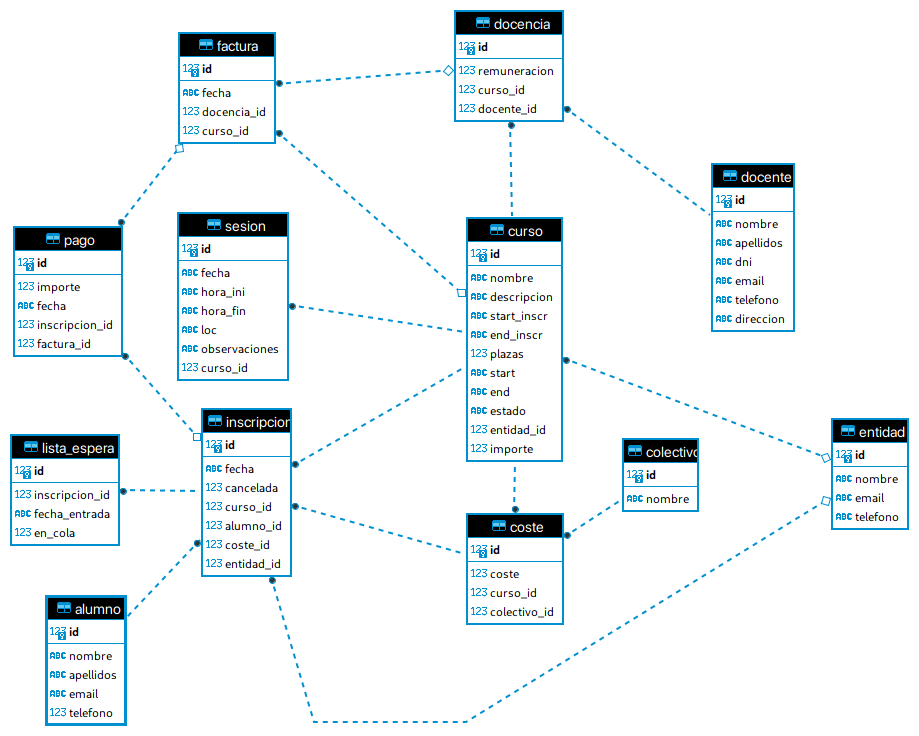 docencia
123 id
123 remuneracion
123 curso_id
123 docente_id
factura
123 id
ABC fecha
123 docencia_id
123 curso_id
docente
123 id
ABC nombre
ABC apellidos
ABC dni
ABC email
ABC telefono
ABC direccion
pago
123 id
123 importe
ABC fecha
123 inscripcion_id
123 factura_id
sesion
123 id
ABC fecha
ABC hora_ini
ABC hora_fin
ABC loc
ABC observaciones
123 curso_id
curso
123 id
ABC nombre
ABC descripcion
ABC start_inscr
ABC end_inscr
123 plazas
ABC start
ABC end
ABC estado
123 entidad_id
123 importe
inscripcion
123 id
ABC fecha
123 cancelada
123 curso_id
123 alumno_id
123 coste_id
123 entidad_id
lista_espera
123 id
123 inscripcion_id
ABC fecha_entrada
123 en_cola
colectivo
123 id
ABC nombre
entidad
123 id
ABC nombre
ABC email
ABC telefono
coste
123 id
123 coste
123 curso_id
123 colectivo_id
alumno
123 id
ABC nombre
ABC apellidos
ABC email
123 telefono